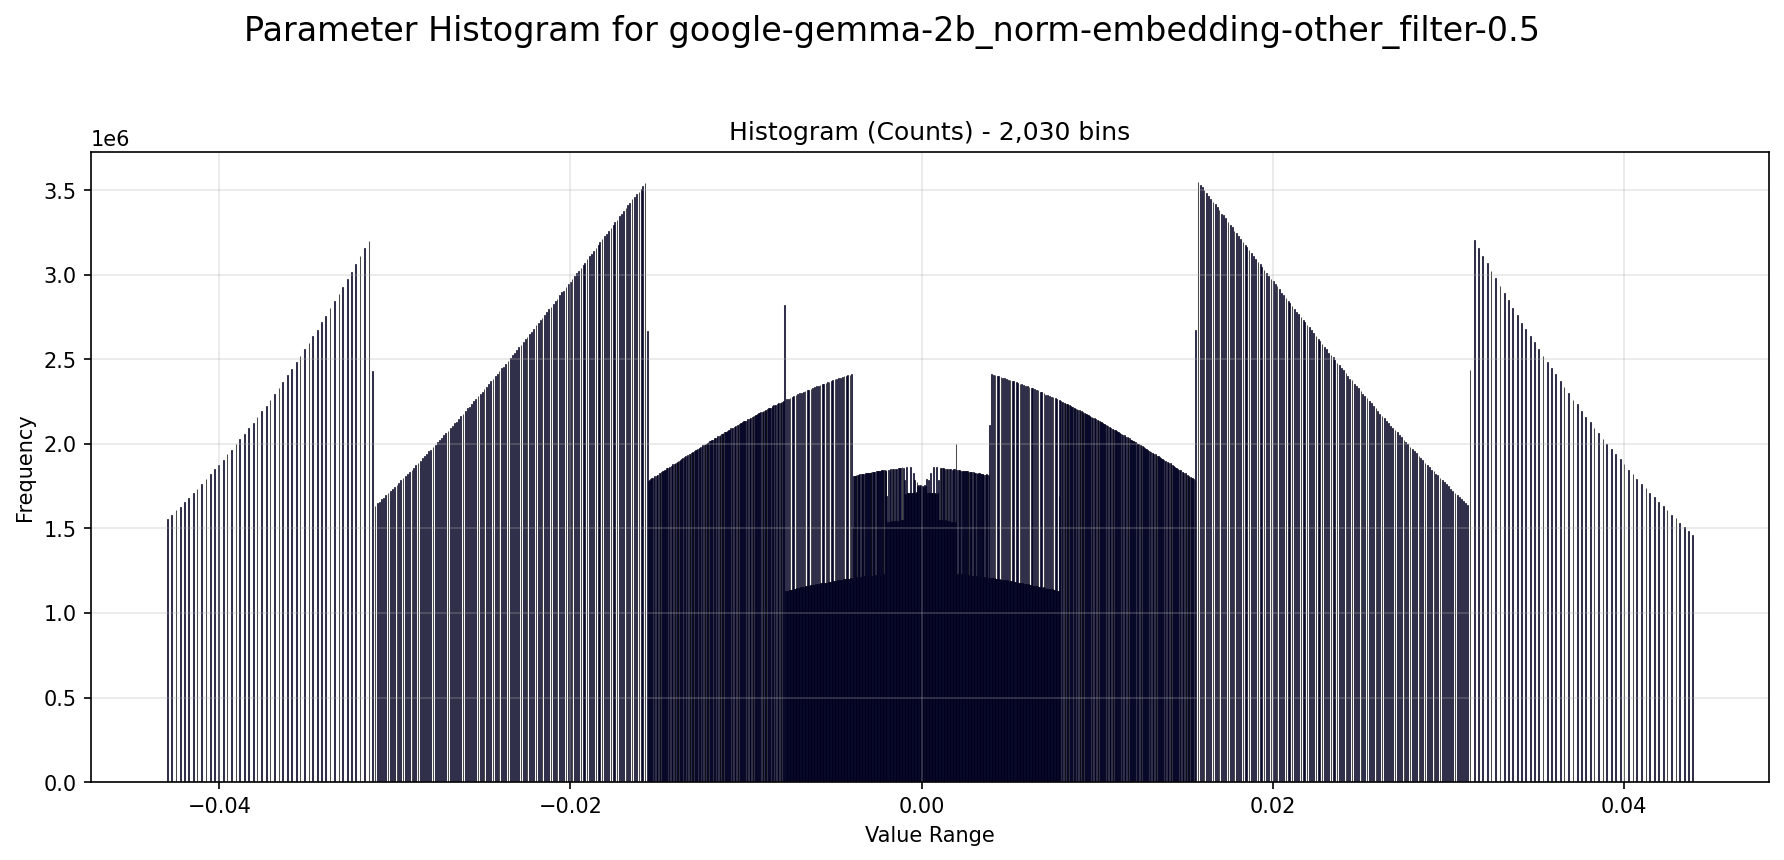 Parameter Histogram for google-gemma-2b_norm-embedding-other_filter-0.5
Histogram (Counts) - 2,030 bins
1e6
3.5
3.0
2.5
2.0
1.5
1.0
0.5
0.0
Frequency
−0.04 −0.02 0.00 0.02 0.04
Value Range